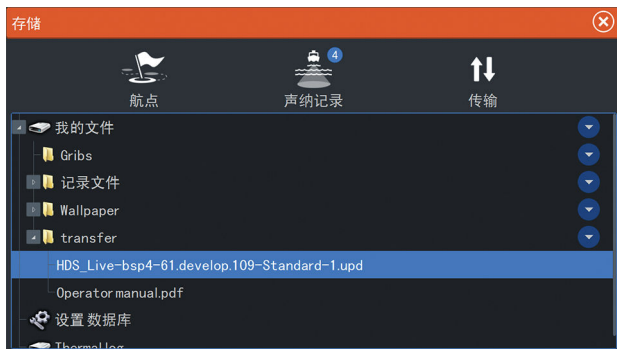 存储
4
航点 声纳记录 传输
我的文件
Gribs
记录文件
Wallpaper
transfer
HDS_Live-bsp4-61.develop.109-Standard-1.upd
Operator manual.pdf
设置数据库
Thermal log